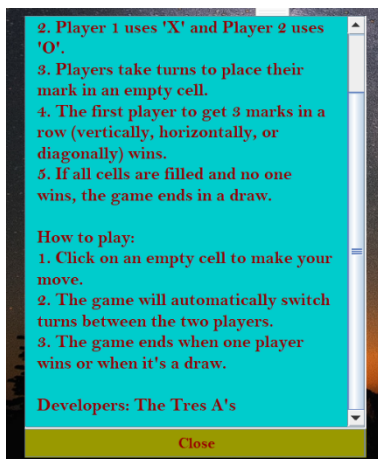 2. Player 1 uses 'X' and Player 2 uses
'O'.
3. Players take turns to place their
mark in an empty cell.
4. The first player to get 3 marks in a
row (vertically, horizontally, or
diagonally) wins.
5. If all cells are filled and no one
wins, the game ends in a draw.
How to play:
1. Click on an empty cell to make your
move.
2. The game will automatically switch
turns between the two players.
3. The game ends when one player
wins or when it's a draw.
Developers: The Tres A's
Close